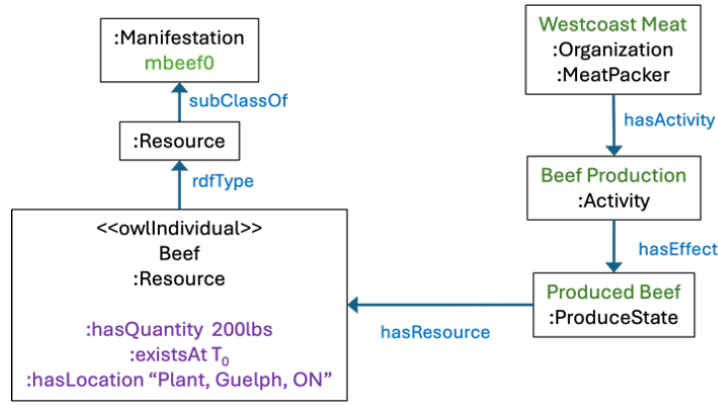 :Manifestation
mbeef0
subClassOf
:Resource
rdfType
<<owlIndividual>>
Beef
:Resource
:hasQuantity 200lbs
:existsAt T₀
:hasLocation “Plant, Guelph, ON”
Westcoast Meat
:Organization
:MeatPacker
hasActivity
Beef Production
:Activity
hasEffect
Produced Beef
:ProduceState
hasResource